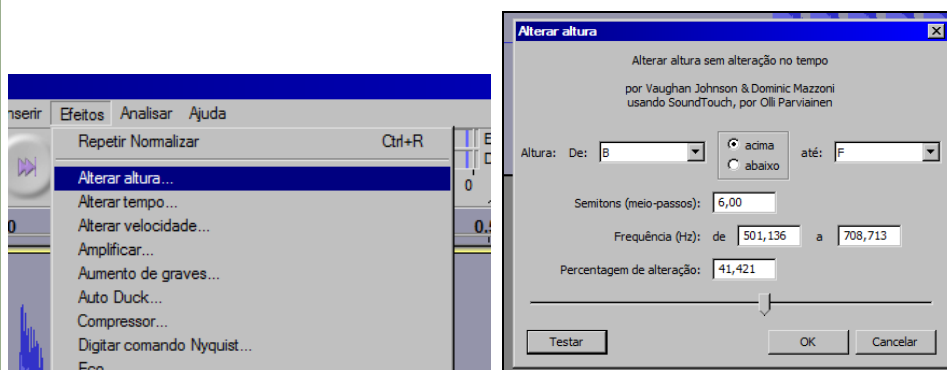 Efeitos Analisar Ajuda
Repetir Normalizar Ctrl+R
Alterar altura...
Alterar tempo...
Alterar velocidade...
Amplificar...
Aumento de graves...
Auto Duck...
Compressor...
Digitar comando Nyquist...
0
Alterar altura
Alterar altura sem alteração no tempo
por Vaughan Johnson & Dominic Mazzoni
usando SoundTouch, por Olli Parviainen
Altura: De: B acima abaixo até: F
Semitons (meio-passos): 6,00
Frequência (Hz): de 501,136 a 708,713
Percentagem de alteração: 41,421
Testar OK Cancelar